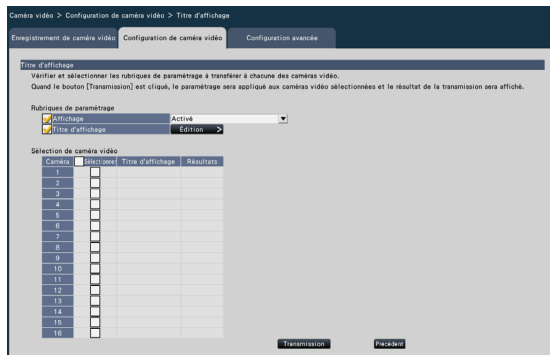 Caméra vidéo > Configuration de caméra vidéo > Titre d'affichage
Enregistrement de caméra vidéo Configuration de caméra vidéo Configuration avancée
Titre d'affichage
Vérifier et sélectionner les rubriques de paramétrage à transférer à chacune des caméras vidéo.
Quand le bouton [Transmission] est cliqué, le paramétrage sera appliqué aux caméras vidéo sélectionnées et le résultat de la transmission sera affiché.
Rubriques de paramétrage
Affichage Activé
Titre d'affichage Edition >
Sélection de caméra vidéo
Caméra Sélectionner Titre d'affichage Résultats
1
2
3
4
5
6
7
8
9
10
11
12
13
14
15
16
Transmission Précédent